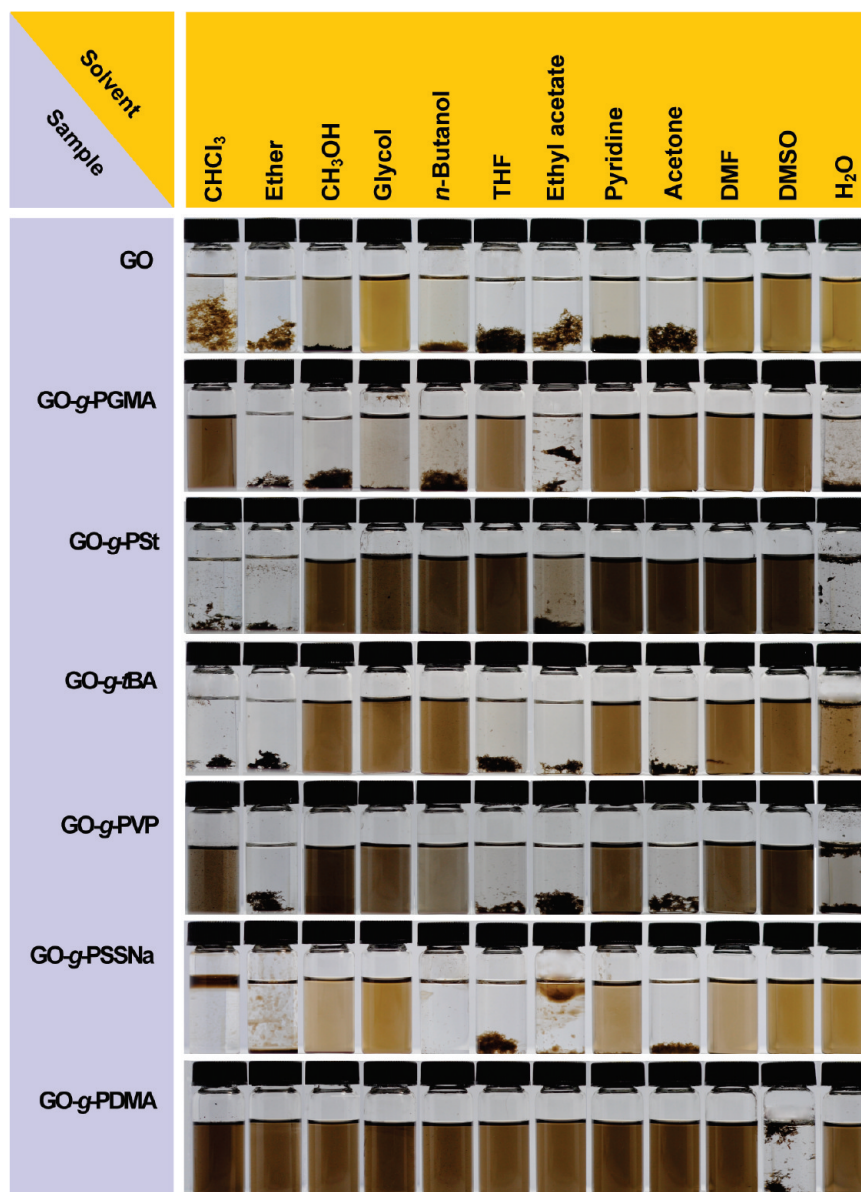 Solvent
Sample
CHCl₃
Ether
CH₃OH
Glycol
n-Butanol
THF
Ethyl acetate
Pyridine
Acetone
DMF
DMSO
H₂O
GO
GO-g-PGMA
GO-g-PSt
GO-g-tBA
GO-g-PVP
GO-g-PSSNa
GO-g-PDMA